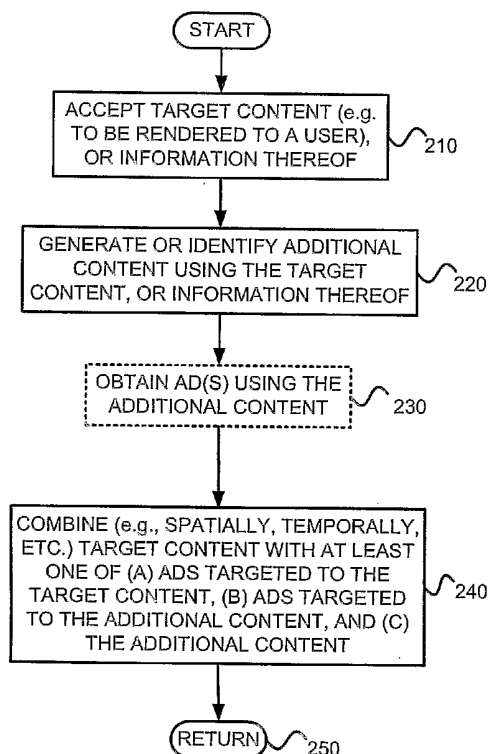 START
ACCEPT TARGET CONTENT (e.g.
TO BE RENDERED TO A USER),
OR INFORMATION THEREOF
210
GENERATE OR IDENTIFY ADDITIONAL
CONTENT USING THE TARGET
CONTENT, OR INFORMATION THEREOF
220
OBTAIN AD(S) USING THE
ADDITIONAL CONTENT
230
COMBINE (e.g., SPATIALLY, TEMPORALLY,
ETC.) TARGET CONTENT WITH AT LEAST
ONE OF (A) ADS TARGETED TO THE
TARGET CONTENT, (B) ADS TARGETED
TO THE ADDITIONAL CONTENT, AND (C)
THE ADDITIONAL CONTENT
240
RETURN
250